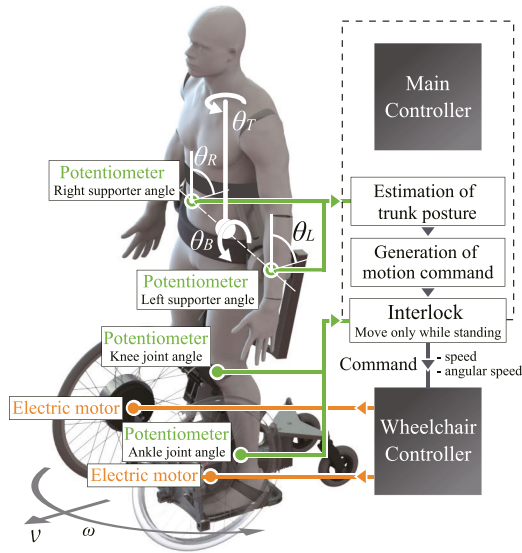 Main
Controller
θT
θR
Potentiometer
Right supporter angle
Estimation of
trunk posture
θB
θL
Generation of
motion command
Potentiometer
Left supporter angle
Interlock
Move only while standing
Potentiometer
Knee joint angle
Command
- speed
- angular speed
Electric motor
Wheelchair
Controller
Potentiometer
Ankle joint angle
Electric motor
v
ω